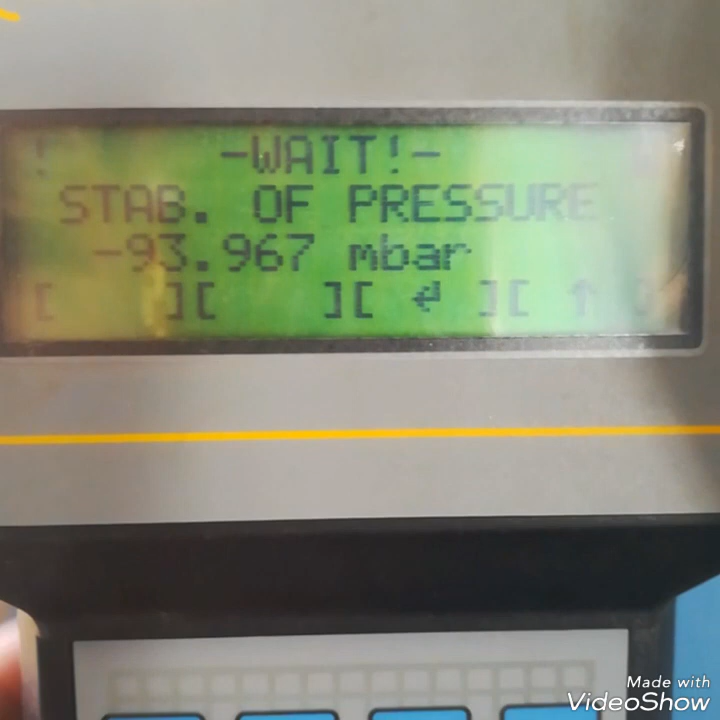 ! -WAIT!-
STAB. OF PRESSURE
-93.967 mbar
[ ][ ][ ↵ ][ ↑ ]
Made with
VideoShow